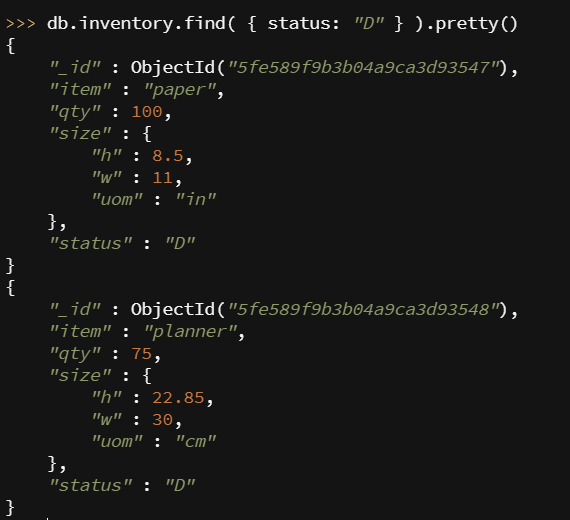 >>> db.inventory.find( { status: "D" } ).pretty()
{
    "_id" : ObjectId("5fe589f9b3b04a9ca3d93547"),
    "item" : "paper",
    "qty" : 100,
    "size" : {
        "h" : 8.5,
        "w" : 11,
        "uom" : "in"
    },
    "status" : "D"
}
{
    "_id" : ObjectId("5fe589f9b3b04a9ca3d93548"),
    "item" : "planner",
    "qty" : 75,
    "size" : {
        "h" : 22.85,
        "w" : 30,
        "uom" : "cm"
    },
    "status" : "D"
}